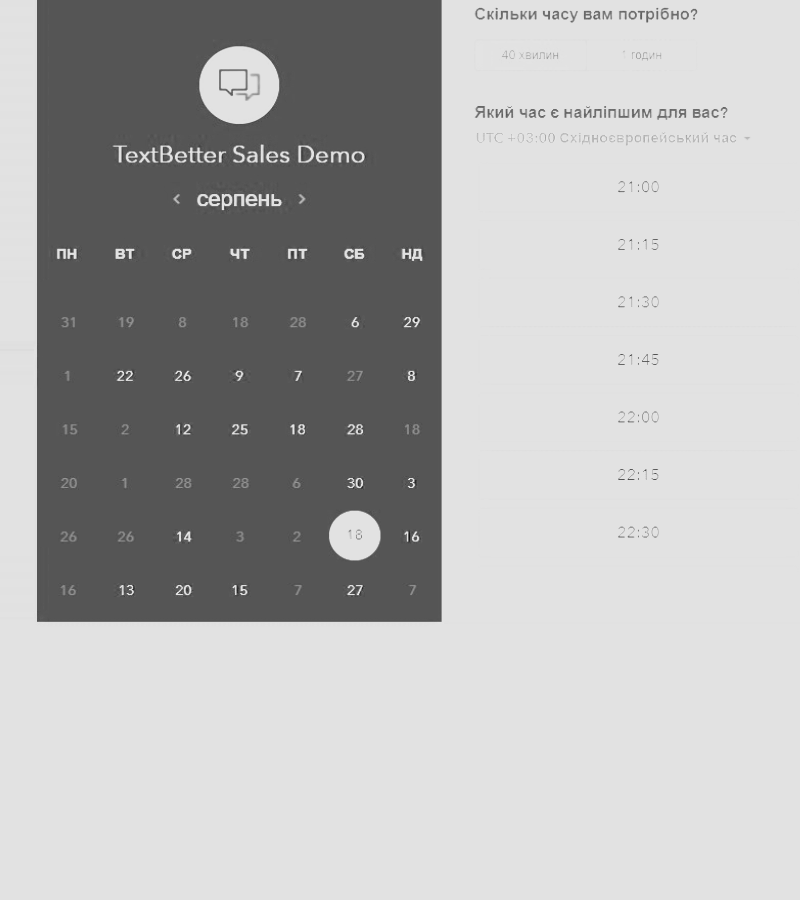 TextBetter Sales Demo
серпень
ПН ВТ СР ЧТ ПТ СБ НД
31 19 8 18 28 6 29
1 22 26 9 7 27 8
15 2 12 25 18 28 18
20 1 28 28 6 30 3
26 26 14 3 2 18 16
16 13 20 15 7 27 7
Скільки часу вам потрібно?
40 хвилин 1 годин
Який час є найліпшим для вас?
UTC +03:00 Східноєвропейський час
21:00
21:15
21:30
21:45
22:00
22:15
22:30